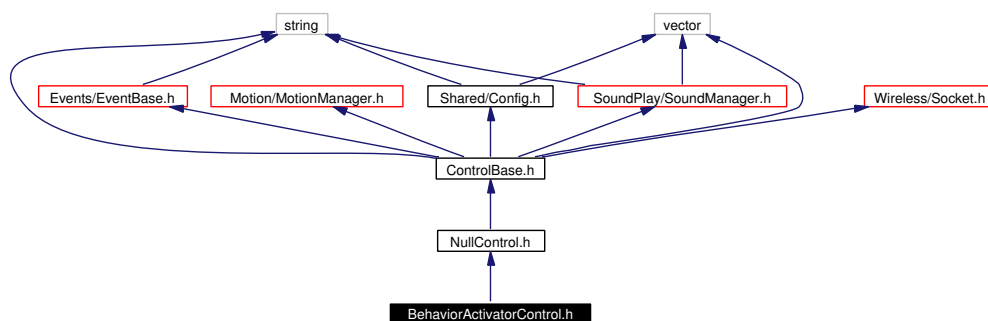 string
vector
Events/EventBase.h
Motion/MotionManager.h
Shared/Config.h
SoundPlay/SoundManager.h
Wireless/Socket.h
ControlBase.h
NullControl.h
BehaviorActivatorControl.h